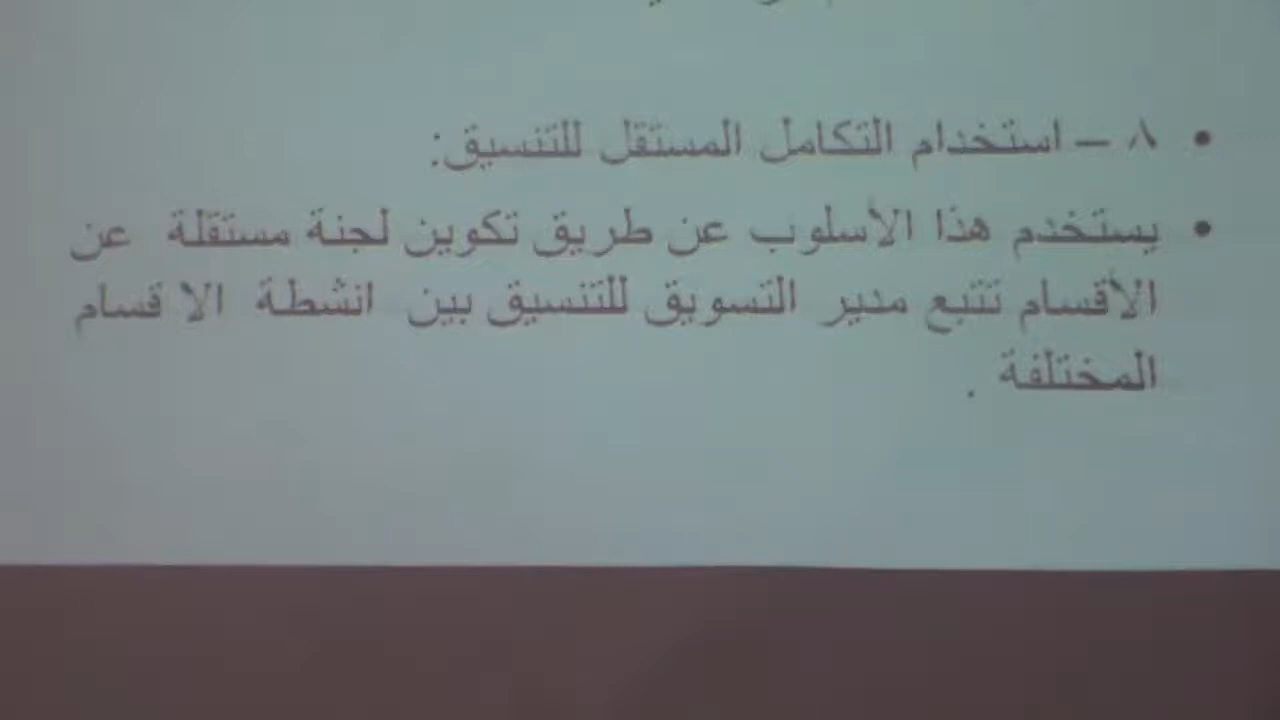 • ٨ – استخدام التكامل المستقل للتنسيق:
• يستخدم هذا الأسلوب عن طريق تكوين لجنة مستقلة عن
الأقسام تتبع مدير التسويق للتنسيق بين انشطة الا قسام
المختلفة .